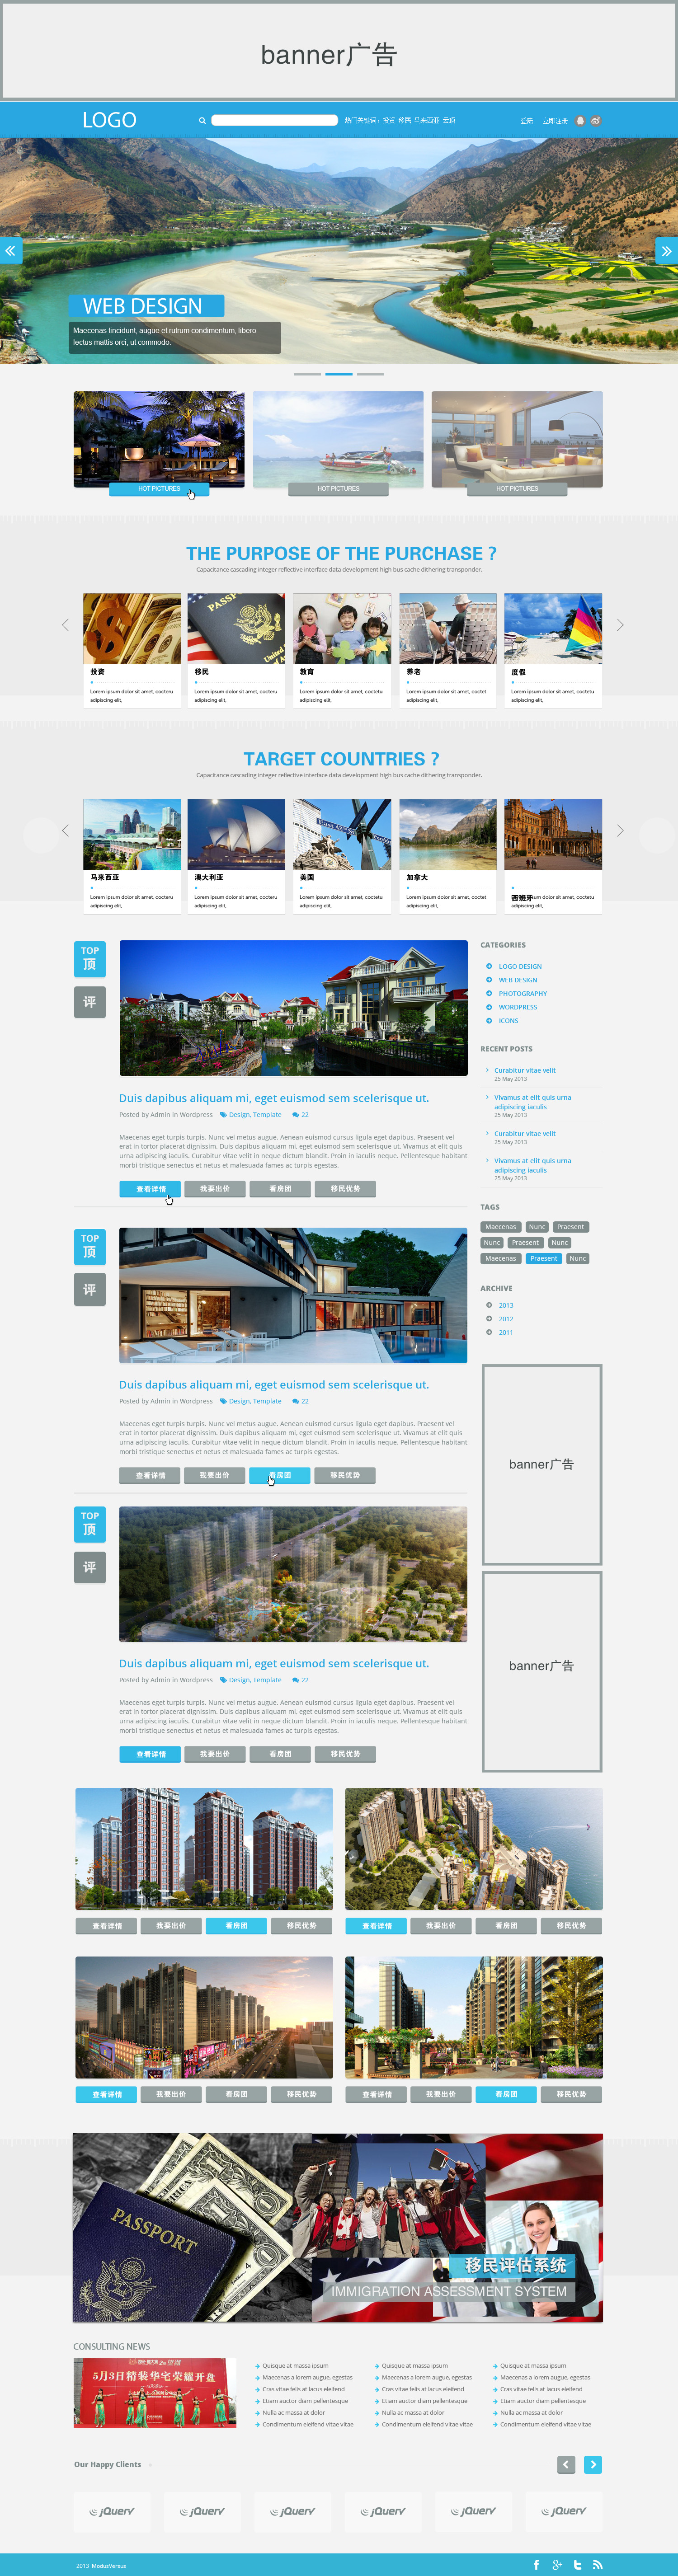 banner广告
LOGO
热门关键词：投资 移民 马来西亚 云顶
登陆 立即注册
WEB DESIGN
Maecenas tincidunt, augue et rutrum condimentum, libero
lectus mattis orci, ut commodo.
HOT PICTURES HOT PICTURES HOT PICTURES
THE PURPOSE OF THE PURCHASE ?
Capacitance cascading integer reflective interface data development high bus cache dithering transponder.
投资 移民 教育 养老 度假
Lorem ipsum dolor sit amet, cocteru Lorem ipsum dolor sit amet, cocteru Lorem ipsum dolor sit amet, coctetu Lorem ipsum dolor sit amet, coctet Lorem ipsum dolor sit amet, coctetu
adipiscing elit, adipiscing elit, adipiscing elit, adipiscing elit, adipiscing elit,
TARGET COUNTRIES ?
Capacitance cascading integer reflective interface data development high bus cache dithering transponder.
马来西亚 澳大利亚 美国 加拿大
西班牙
Lorem ipsum dolor sit amet, cocteru Lorem ipsum dolor sit amet, cocteru Lorem ipsum dolor sit amet, coctetu Lorem ipsum dolor sit amet, coctet dolor sit amet, coctetu
adipiscing elit, adipiscing elit, adipiscing elit, adipiscing elit, adipiscing elit,
TOP
顶
评
Duis dapibus aliquam mi, eget euismod sem scelerisque ut.
Posted by Admin in Wordpress Design, Template 22
Maecenas eget turpis turpis. Nunc vel metus augue. Aenean euismod cursus ligula eget dapibus. Praesent vel
erat in tortor placerat dignissim. Duis dapibus aliquam mi, eget euismod sem scelerisque ut. Vivamus at elit quis
urna adipiscing iaculis. Curabitur vitae velit in neque dictum blandit. Proin in iaculis neque. Pellentesque habitant
morbi tristique senectus et netus et malesuada fames ac turpis egestas.
查看详情 我要出价 看房团 移民优势
CATEGORIES
LOGO DESIGN
WEB DESIGN
PHOTOGRAPHY
WORDPRESS
ICONS
RECENT POSTS
Curabitur vitae velit
25 May 2013
Vivamus at elit quis urna
adipiscing iaculis
25 May 2013
Curabitur vitae velit
25 May 2013
Vivamus at elit quis urna
adipiscing iaculis
25 May 2013
TAGS
Maecenas Nunc Praesent
Nunc Praesent Nunc
Maecenas Praesent Nunc
ARCHIVE
2013
2012
2011
TOP
顶
评
Duis dapibus aliquam mi, eget euismod sem scelerisque ut.
Posted by Admin in Wordpress Design, Template 22
Maecenas eget turpis turpis. Nunc vel metus augue. Aenean euismod cursus ligula eget dapibus. Praesent vel
erat in tortor placerat dignissim. Duis dapibus aliquam mi, eget euismod sem scelerisque ut. Vivamus at elit quis
urna adipiscing iaculis. Curabitur vitae velit in neque dictum blandit. Proin in iaculis neque. Pellentesque habitant
morbi tristique senectus et netus et malesuada fames ac turpis egestas.
查看详情 我要出价 看房团 移民优势
banner广告
TOP
顶
评
Duis dapibus aliquam mi, eget euismod sem scelerisque ut.
Posted by Admin in Wordpress Design, Template 22
Maecenas eget turpis turpis. Nunc vel metus augue. Aenean euismod cursus ligula eget dapibus. Praesent vel
erat in tortor placerat dignissim. Duis dapibus aliquam mi, eget euismod sem scelerisque ut. Vivamus at elit quis
urna adipiscing iaculis. Curabitur vitae velit in neque dictum blandit. Proin in iaculis neque. Pellentesque habitant
morbi tristique senectus et netus et malesuada fames ac turpis egestas.
查看详情 我要出价 看房团 移民优势
banner广告
查看详情 我要出价 看房团 移民优势 查看详情 我要出价 看房团 移民优势
查看详情 我要出价 看房团 移民优势 查看详情 我要出价 看房团 移民优势
PASSPORT
移民评估系统
IMMIGRATION ASSESSMENT SYSTEM
CONSULTING NEWS
5月3日精装华宅荣耀开盘
Quisque at massa ipsum Quisque at massa ipsum Quisque at massa ipsum
Maecenas a lorem augue, egestas Maecenas a lorem augue, egestas Maecenas a lorem augue, egestas
Cras vitae felis at lacus eleifend Cras vitae felis at lacus eleifend Cras vitae felis at lacus eleifend
Etiam auctor diam pellentesque Etiam auctor diam pellentesque Etiam auctor diam pellentesque
Nulla ac massa at dolor Nulla ac massa at dolor Nulla ac massa at dolor
Condimentum eleifend vitae vitae Condimentum eleifend vitae vitae Condimentum eleifend vitae vitae
Our Happy Clients
jQuery jQuery jQuery jQuery jQuery jQuery
2013 ModusVersus